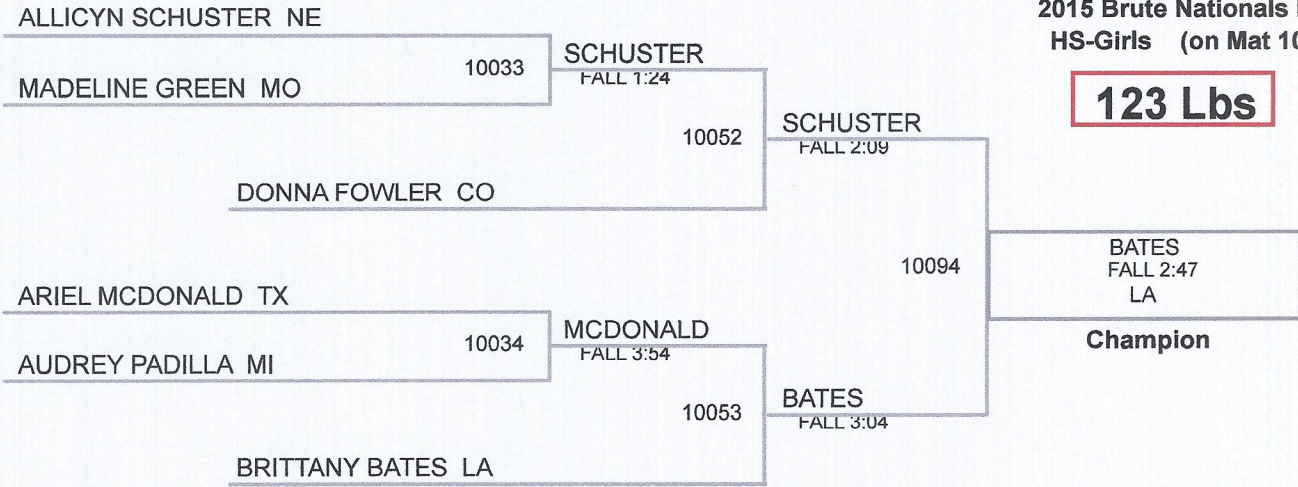 ALLICYN SCHUSTER NE
2015 Brute Nationals
HS-Girls (on Mat 10
SCHUSTER
10033
FALL 1:24
MADELINE GREEN MO
123 Lbs
SCHUSTER
10052
FALL 2:09
DONNA FOWLER CO
BATES
10094
FALL 2:47
ARIEL MCDONALD TX
LA
MCDONALD
10034
FALL 3:54
Champion
AUDREY PADILLA MI
BATES
10053
FALL 3:04
BRITTANY BATES LA